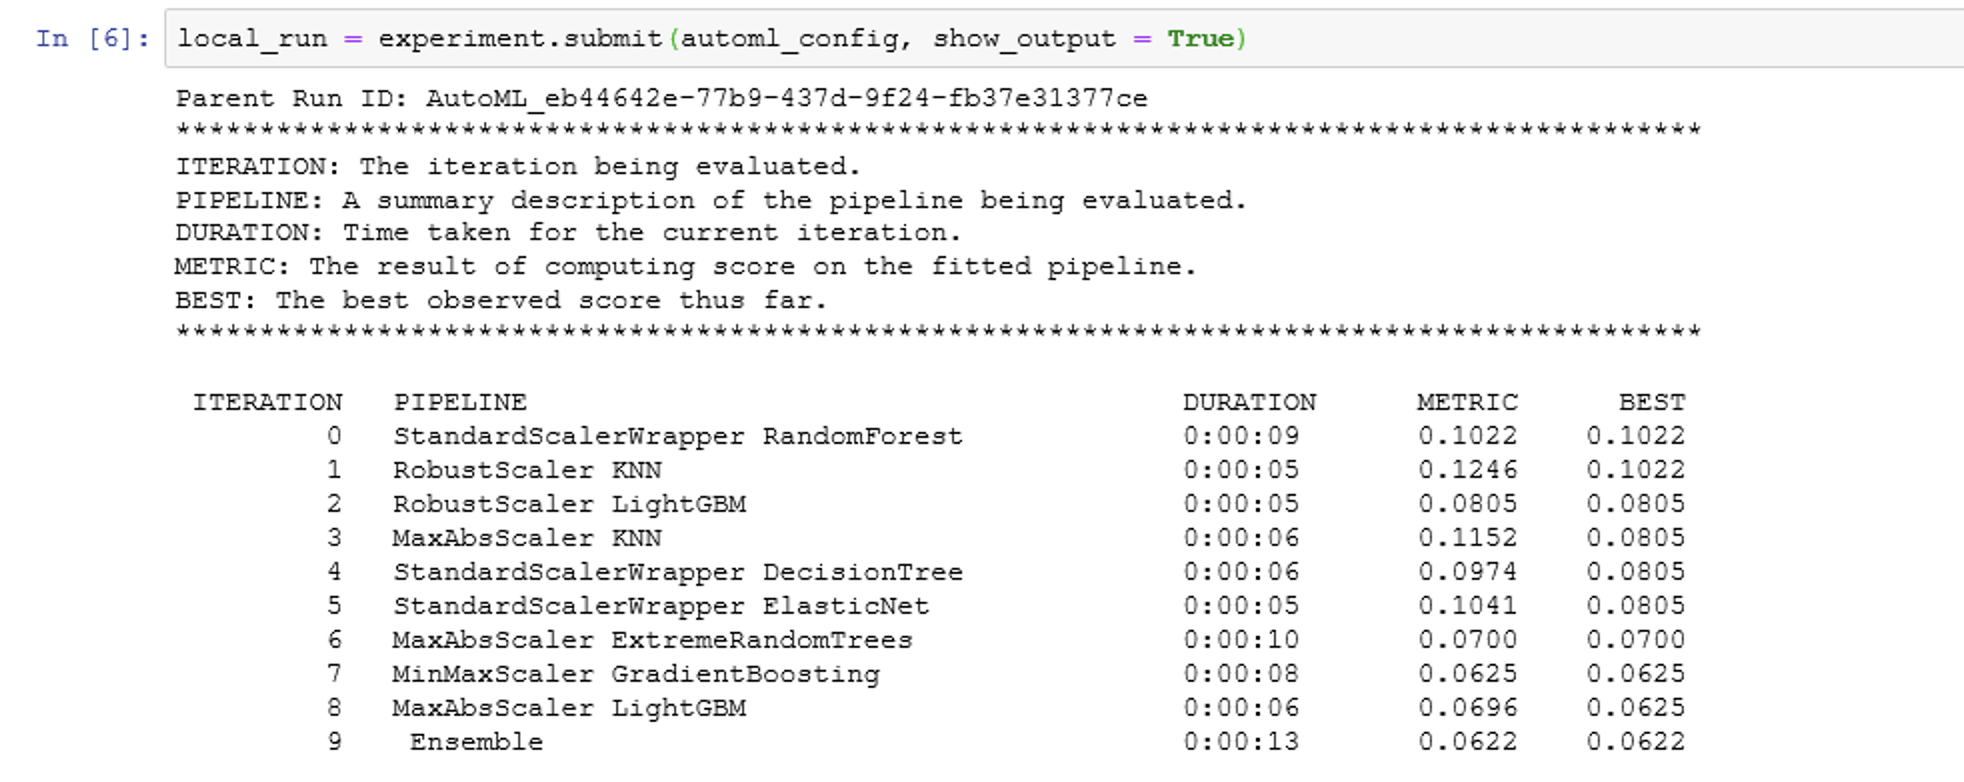 In [6]: local_run = experiment.submit(automl_config, show_output = True)
Parent Run ID: AutoML_eb44642e-77b9-437d-9f24-fb37e31377ce
*******************************************************************************************
ITERATION: The iteration being evaluated.
PIPELINE: A summary description of the pipeline being evaluated.
DURATION: Time taken for the current iteration.
METRIC: The result of computing score on the fitted pipeline.
BEST: The best observed score thus far.
*******************************************************************************************
ITERATION PIPELINE DURATION METRIC BEST
0 StandardScalerWrapper RandomForest 0:00:09 0.1022 0.1022
1 RobustScaler KNN 0:00:05 0.1246 0.1022
2 RobustScaler LightGBM 0:00:05 0.0805 0.0805
3 MaxAbsScaler KNN 0:00:06 0.1152 0.0805
4 StandardScalerWrapper DecisionTree 0:00:06 0.0974 0.0805
5 StandardScalerWrapper ElasticNet 0:00:05 0.1041 0.0805
6 MaxAbsScaler ExtremeRandomTrees 0:00:10 0.0700 0.0700
7 MinMaxScaler GradientBoosting 0:00:08 0.0625 0.0625
8 MaxAbsScaler LightGBM 0:00:06 0.0696 0.0625
9 Ensemble 0:00:13 0.0622 0.0622